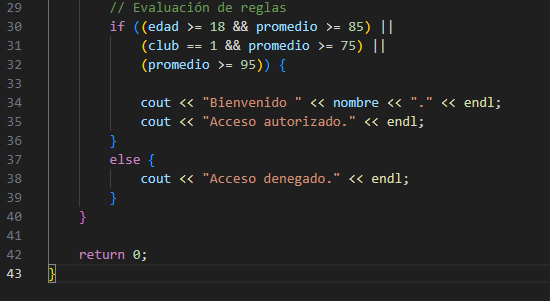 29 // Evaluación de reglas
30 if ((edad >= 18 && promedio >= 85) ||
31 (club == 1 && promedio >= 75) ||
32 (promedio >= 95)) {
33
34 cout << "Bienvenido " << nombre << "." << endl;
35 cout << "Acceso autorizado." << endl;
36 }
37 else {
38 cout << "Acceso denegado." << endl;
39 }
40 }
41
42 return 0;
43 }